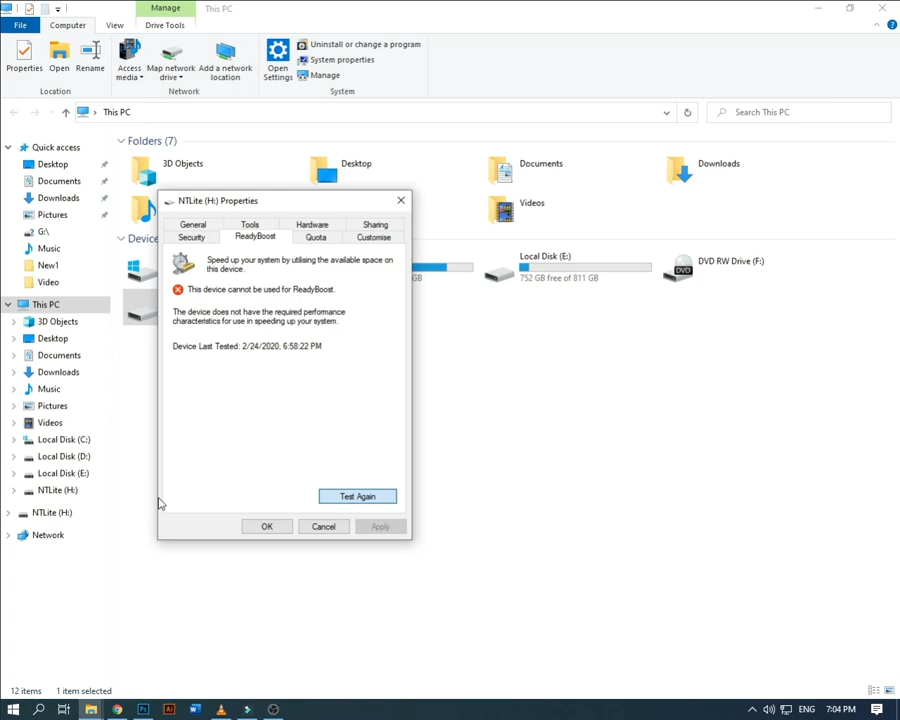 Manage
This PC
File
Computer
View
Drive Tools
Properties
Open
Rename
Access media
Map network drive
Add a network location
Open Settings
Uninstall or change a program
System properties
Manage
Location
Network
System
This PC
Search This PC
Quick access
Desktop
Documents
Downloads
Pictures
G:\
Music
New1
Video
This PC
3D Objects
Desktop
Documents
Downloads
Music
Pictures
Videos
Local Disk (C:)
Local Disk (D:)
Local Disk (E:)
NTLite (H:)
NTLite (H:)
Network
Folders (7)
3D Objects
Desktop
Documents
Downloads
Videos
Device
GB
Local Disk (E:)
752 GB free of 811 GB
DVD
DVD RW Drive (F:)
NTLite (H:) Properties
General
Tools
Hardware
Sharing
Security
ReadyBoost
Quota
Customise
Speed up your system by utilising the available space on
this device.
This device cannot be used for ReadyBoost.
The device does not have the required performance
characteristics for use in speeding up your system.
Device Last Tested: 2/24/2020, 6:58:22 PM
Test Again
OK
Cancel
Apply
12 items
1 item selected
Ps
Ai
W
ENG
7:04 PM